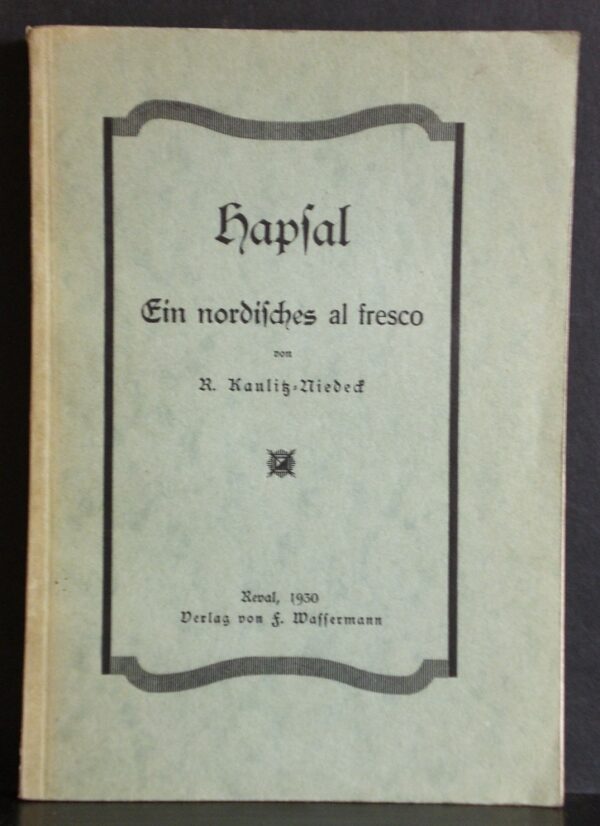 Hapſal
Ein nordiſches al fresco
von
R. Kaulitz-Niedeck
Reval, 1930
Verlag von F. Waſſermann